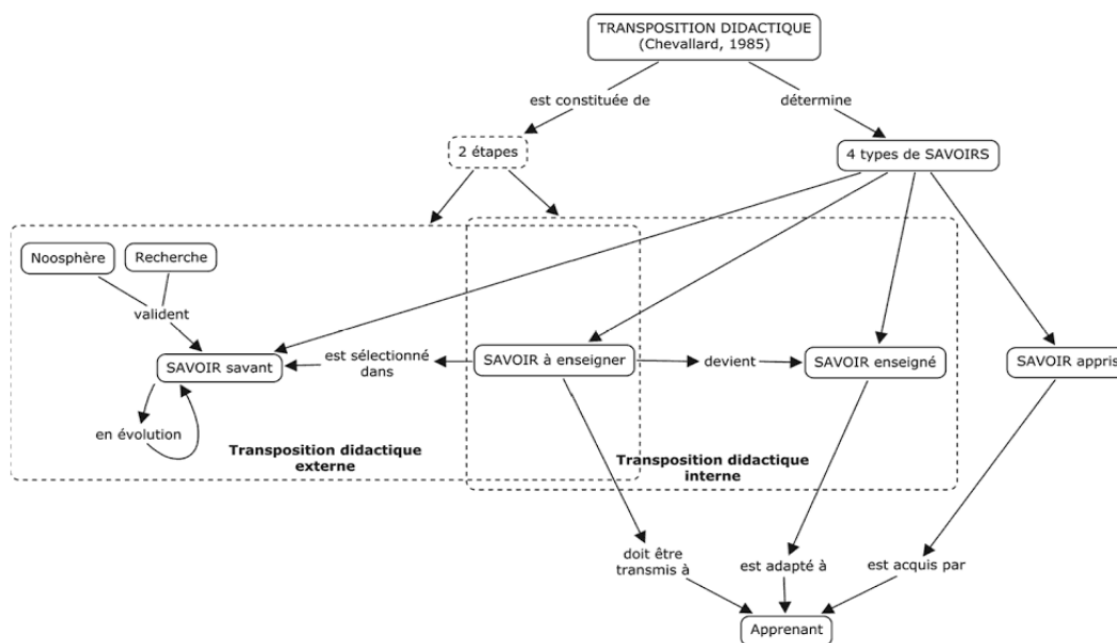 TRANSPOSITION DIDACTIQUE
(Chevallard, 1985)
est constituée de
détermine
2 étapes
4 types de SAVOIRS
Noosphère
Recherche
valident
SAVOIR savant
est sélectionné
dans
SAVOIR à enseigner
devient
SAVOIR enseigné
SAVOIR appris
en évolution
Transposition didactique
externe
Transposition didactique
interne
doit être
transmis à
est adapté à
est acquis par
Apprenant